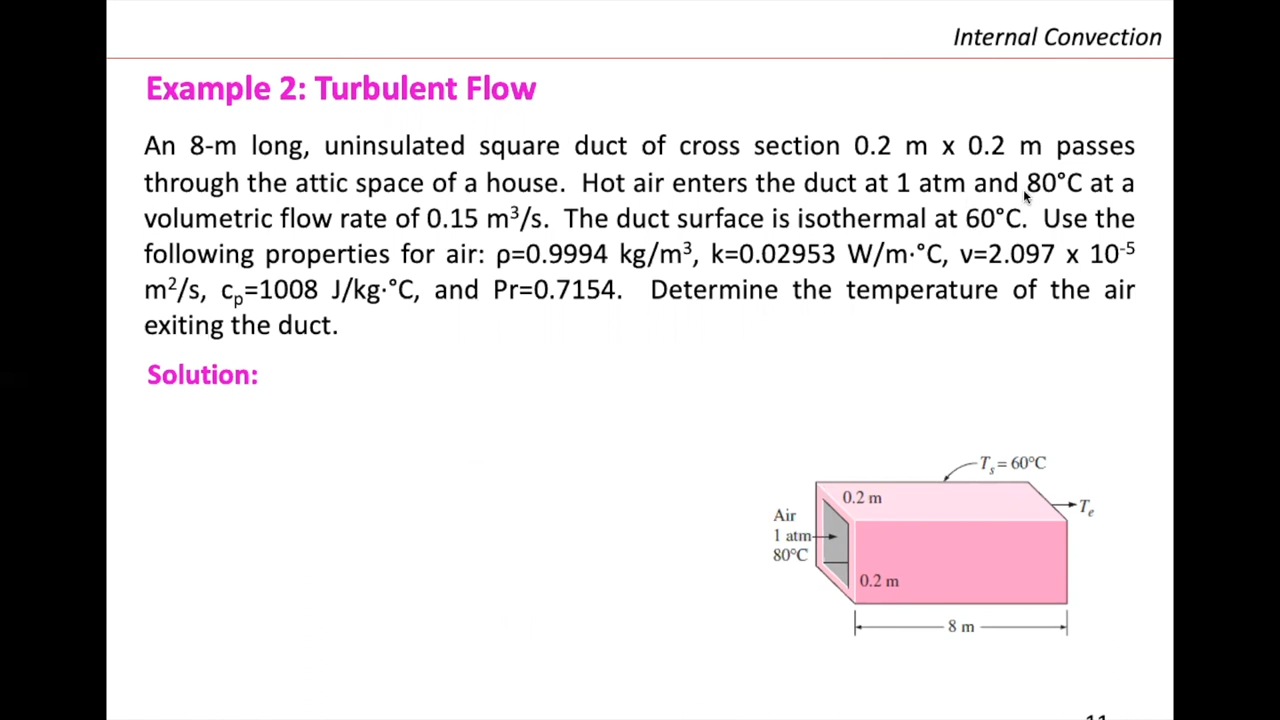 Internal Convection
Example 2: Turbulent Flow
An 8-m long, uninsulated square duct of cross section 0.2 m x 0.2 m passes
through the attic space of a house. Hot air enters the duct at 1 atm and 80°C at a
volumetric flow rate of 0.15 m³/s. The duct surface is isothermal at 60°C. Use the
following properties for air: ρ=0.9994 kg/m³, k=0.02953 W/m·°C, ν=2.097 x 10⁻⁵
m²/s, cₚ=1008 J/kg·°C, and Pr=0.7154. Determine the temperature of the air
exiting the duct.
Solution:
Tₛ = 60°C
0.2 m
Tₑ
Air
1 atm
80°C
0.2 m
8 m
11